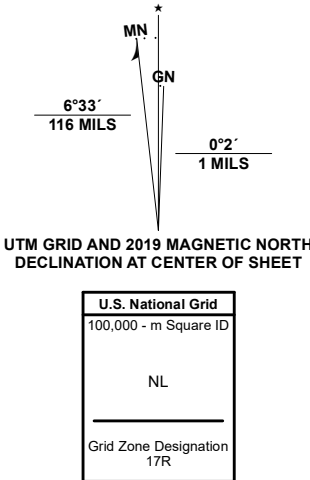 ★
MN
GN
6°33´
116 MILS
0°2´
1 MILS
UTM GRID AND 2019 MAGNETIC NORTH
DECLINATION AT CENTER OF SHEET
U.S. National Grid
100,000 - m Square ID
NL
Grid Zone Designation
17R